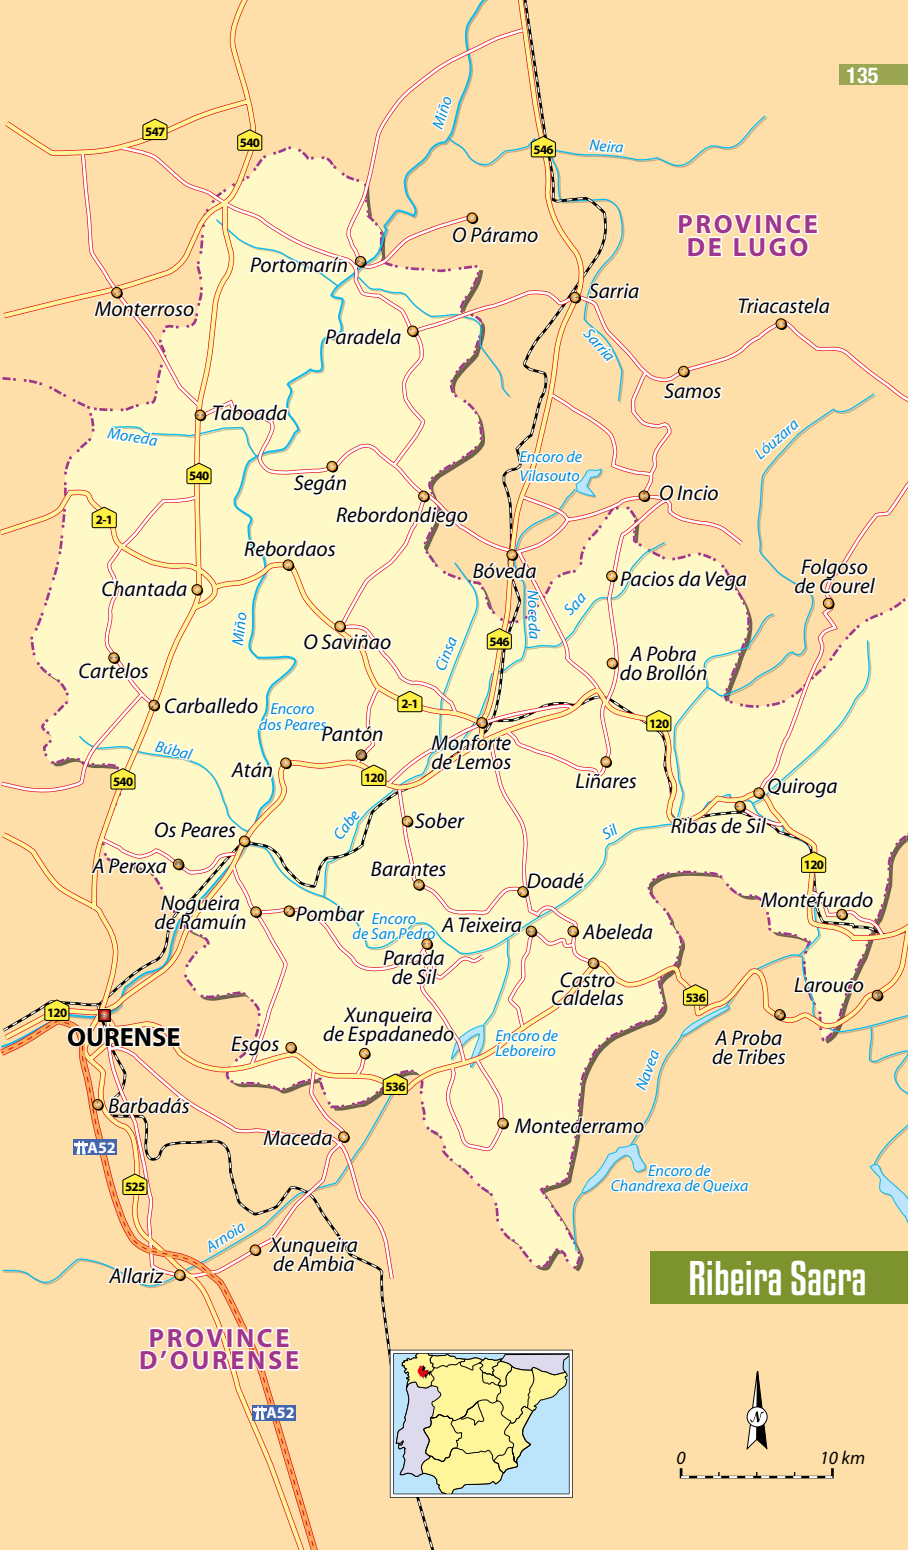 135
Miño
547
540
546
Neira
PROVINCE
DE LUGO
O Páramo
Portomarín
Sarria
Monterroso
Triacastela
Paradela
Sarria
Samos
Taboada
Moreda
Lóuzara
Encoro de
Vilasouto
540
Segán
O Incio
Rebordondiego
2-1
Rebordaos
Bóveda
Pacios da Vega
Folgoso
de Courel
Chantada
Saa
Nóceda
Miño
O Saviñao
546
Cinsa
A Pobra
do Brollón
Cartelos
Carballedo
Encoro
dos Peares
2-1
120
Pantón
Monforte
de Lemos
Búbal
Atán
120
540
Liñares
Quiroga
Sober
Cabe
Sil
Ribas de Sil
Os Peares
A Peroxa
Barantes
Doadé
120
Nogueira
de Ramuín
Pombar
Encoro
de San Pedro
A Teixeira
Abeleda
Montefurado
Parada
de Sil
Castro
Caldelas
Larouco
536
120
OURENSE
Xunqueira
de Espadanedo
Esgos
Encoro de
Leboreiro
A Proba
de Tribes
Navea
536
Barbadás
Montederramo
Maceda
A52
525
Encoro de
Chandrexa de Queixa
Arnoia
Xunqueira
de Ambia
Allariz
Ribeira Sacra
PROVINCE
D'OURENSE
A52
N
0
10 km